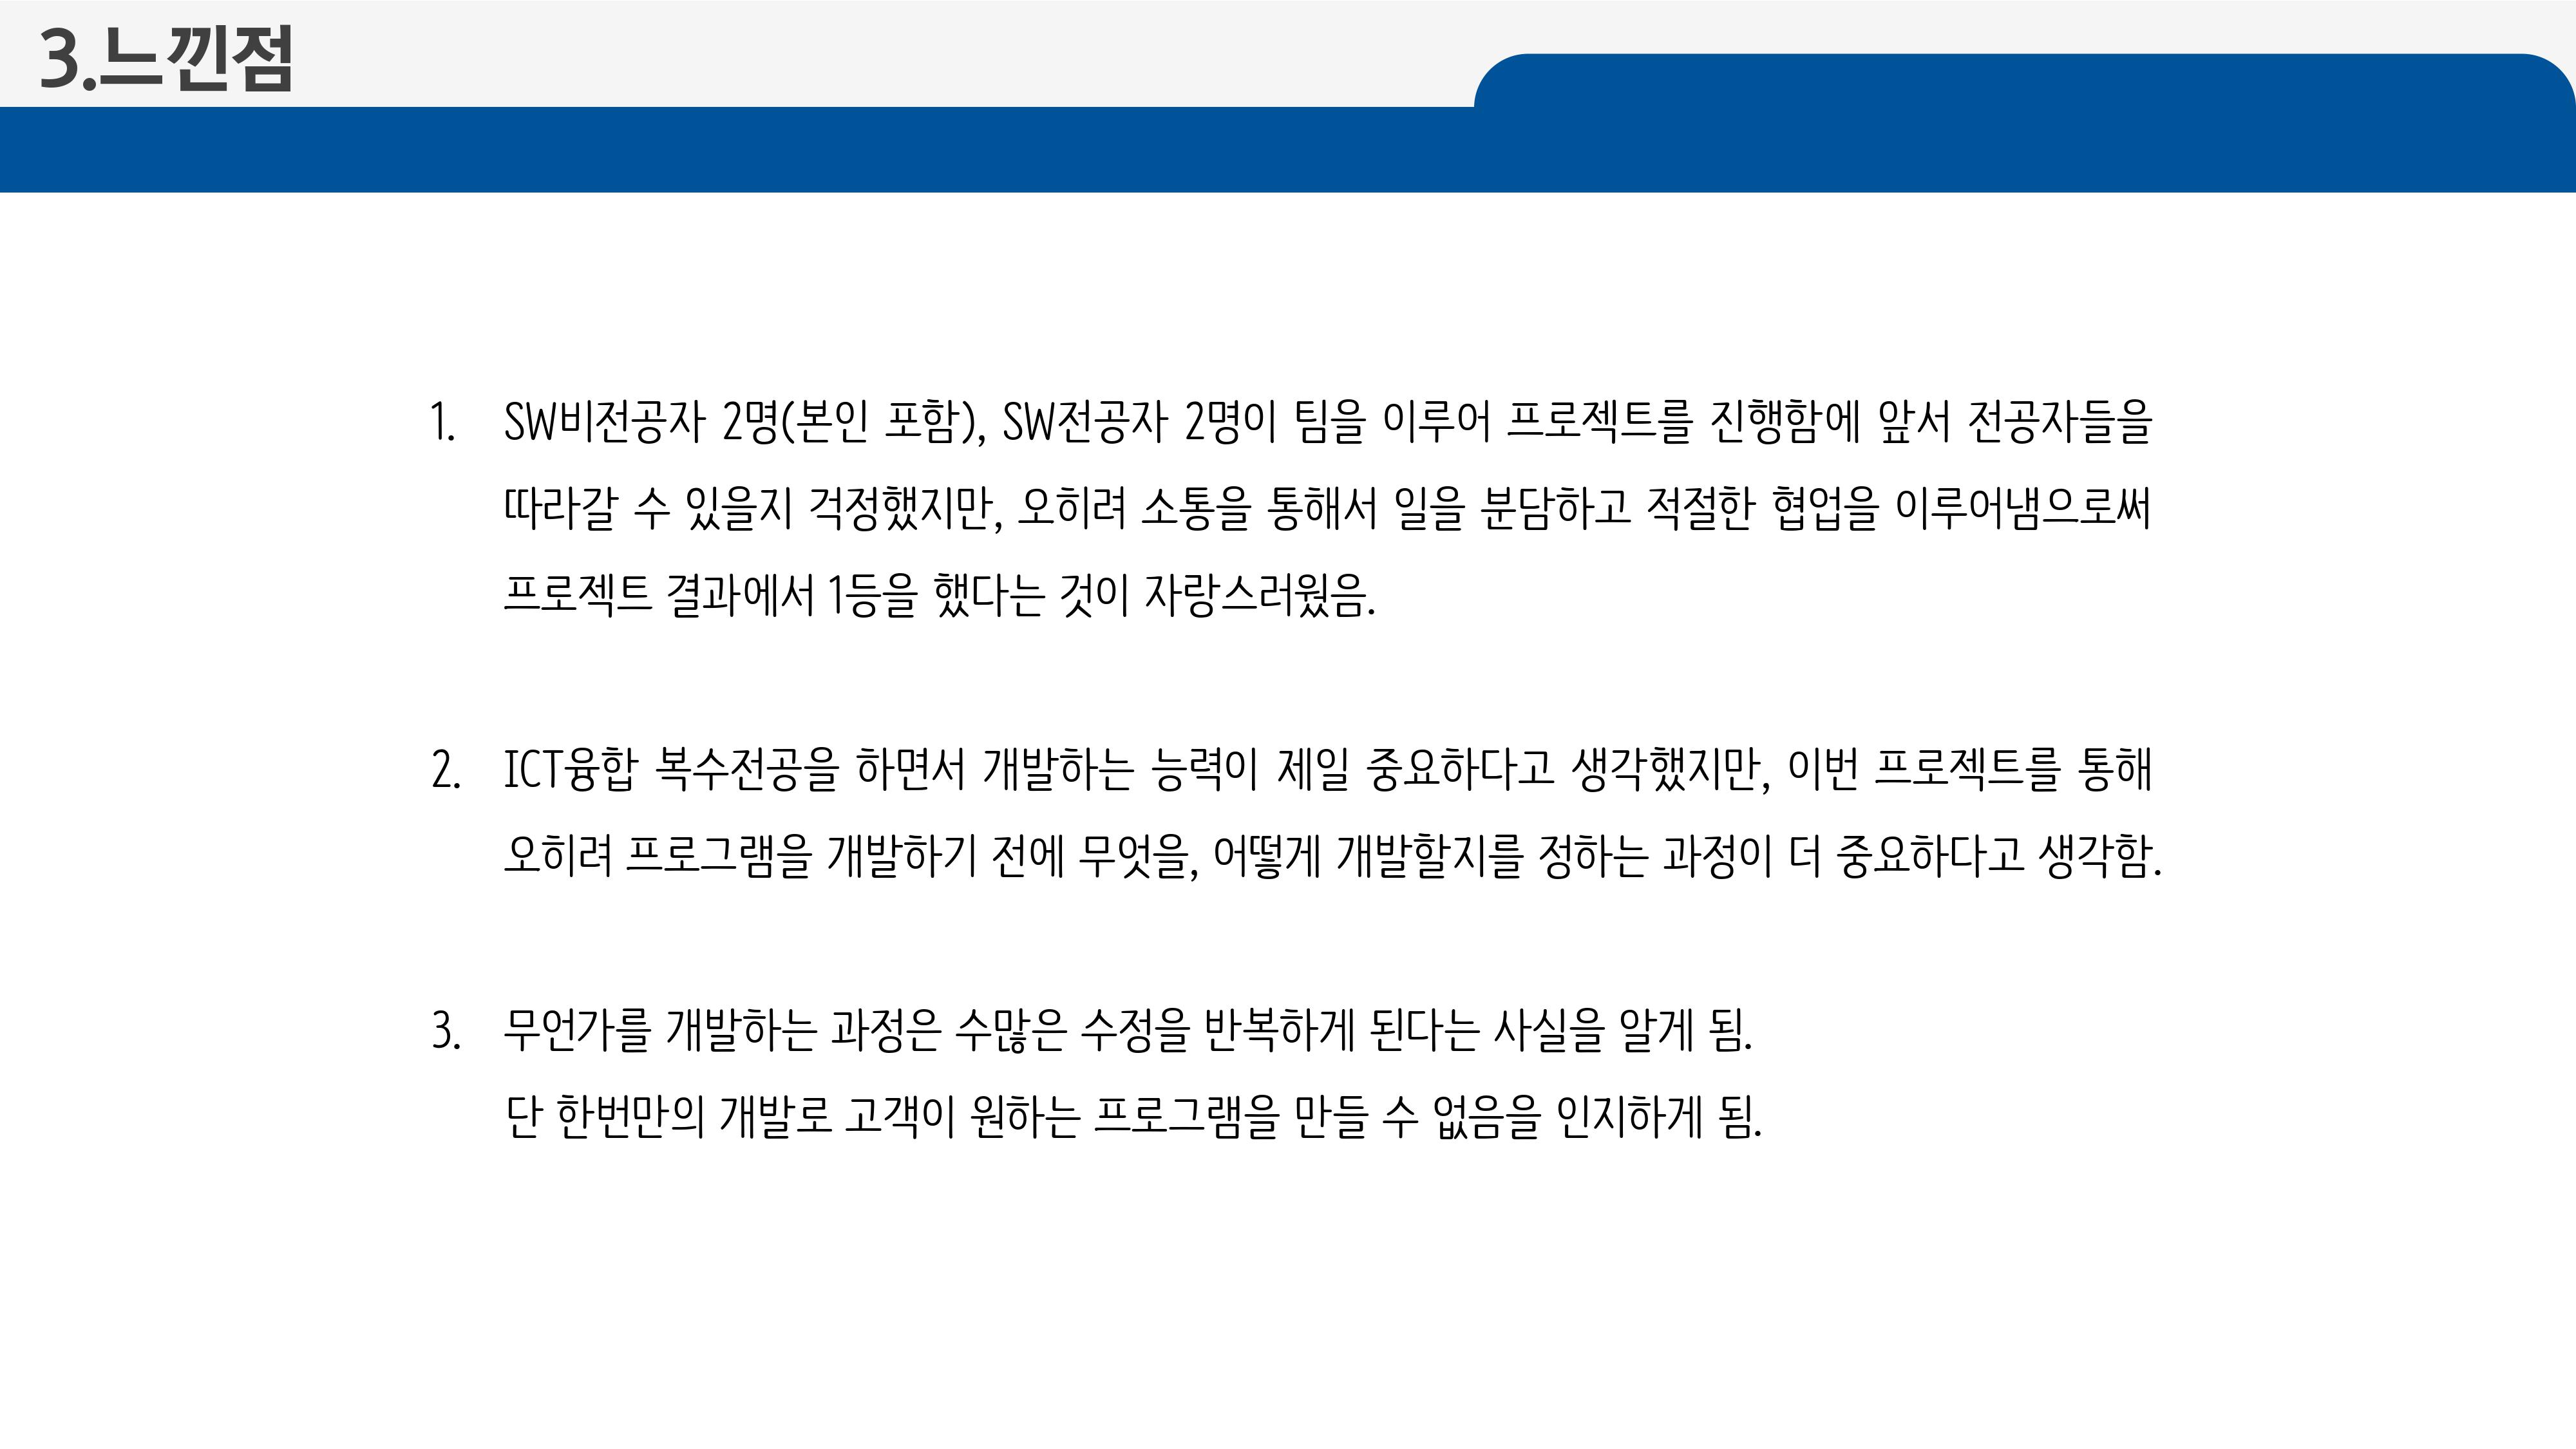 3.느낀점
1. SW비전공자 2명(본인 포함), SW전공자 2명이 팀을 이루어 프로젝트를 진행함에 앞서 전공자들을
따라갈 수 있을지 걱정했지만, 오히려 소통을 통해서 일을 분담하고 적절한 협업을 이루어냄으로써
프로젝트 결과에서 1등을 했다는 것이 자랑스러웠음.
2. ICT융합 복수전공을 하면서 개발하는 능력이 제일 중요하다고 생각했지만, 이번 프로젝트를 통해
오히려 프로그램을 개발하기 전에 무엇을, 어떻게 개발할지를 정하는 과정이 더 중요하다고 생각함.
3. 무언가를 개발하는 과정은 수많은 수정을 반복하게 된다는 사실을 알게 됨.
단 한번만의 개발로 고객이 원하는 프로그램을 만들 수 없음을 인지하게 됨.